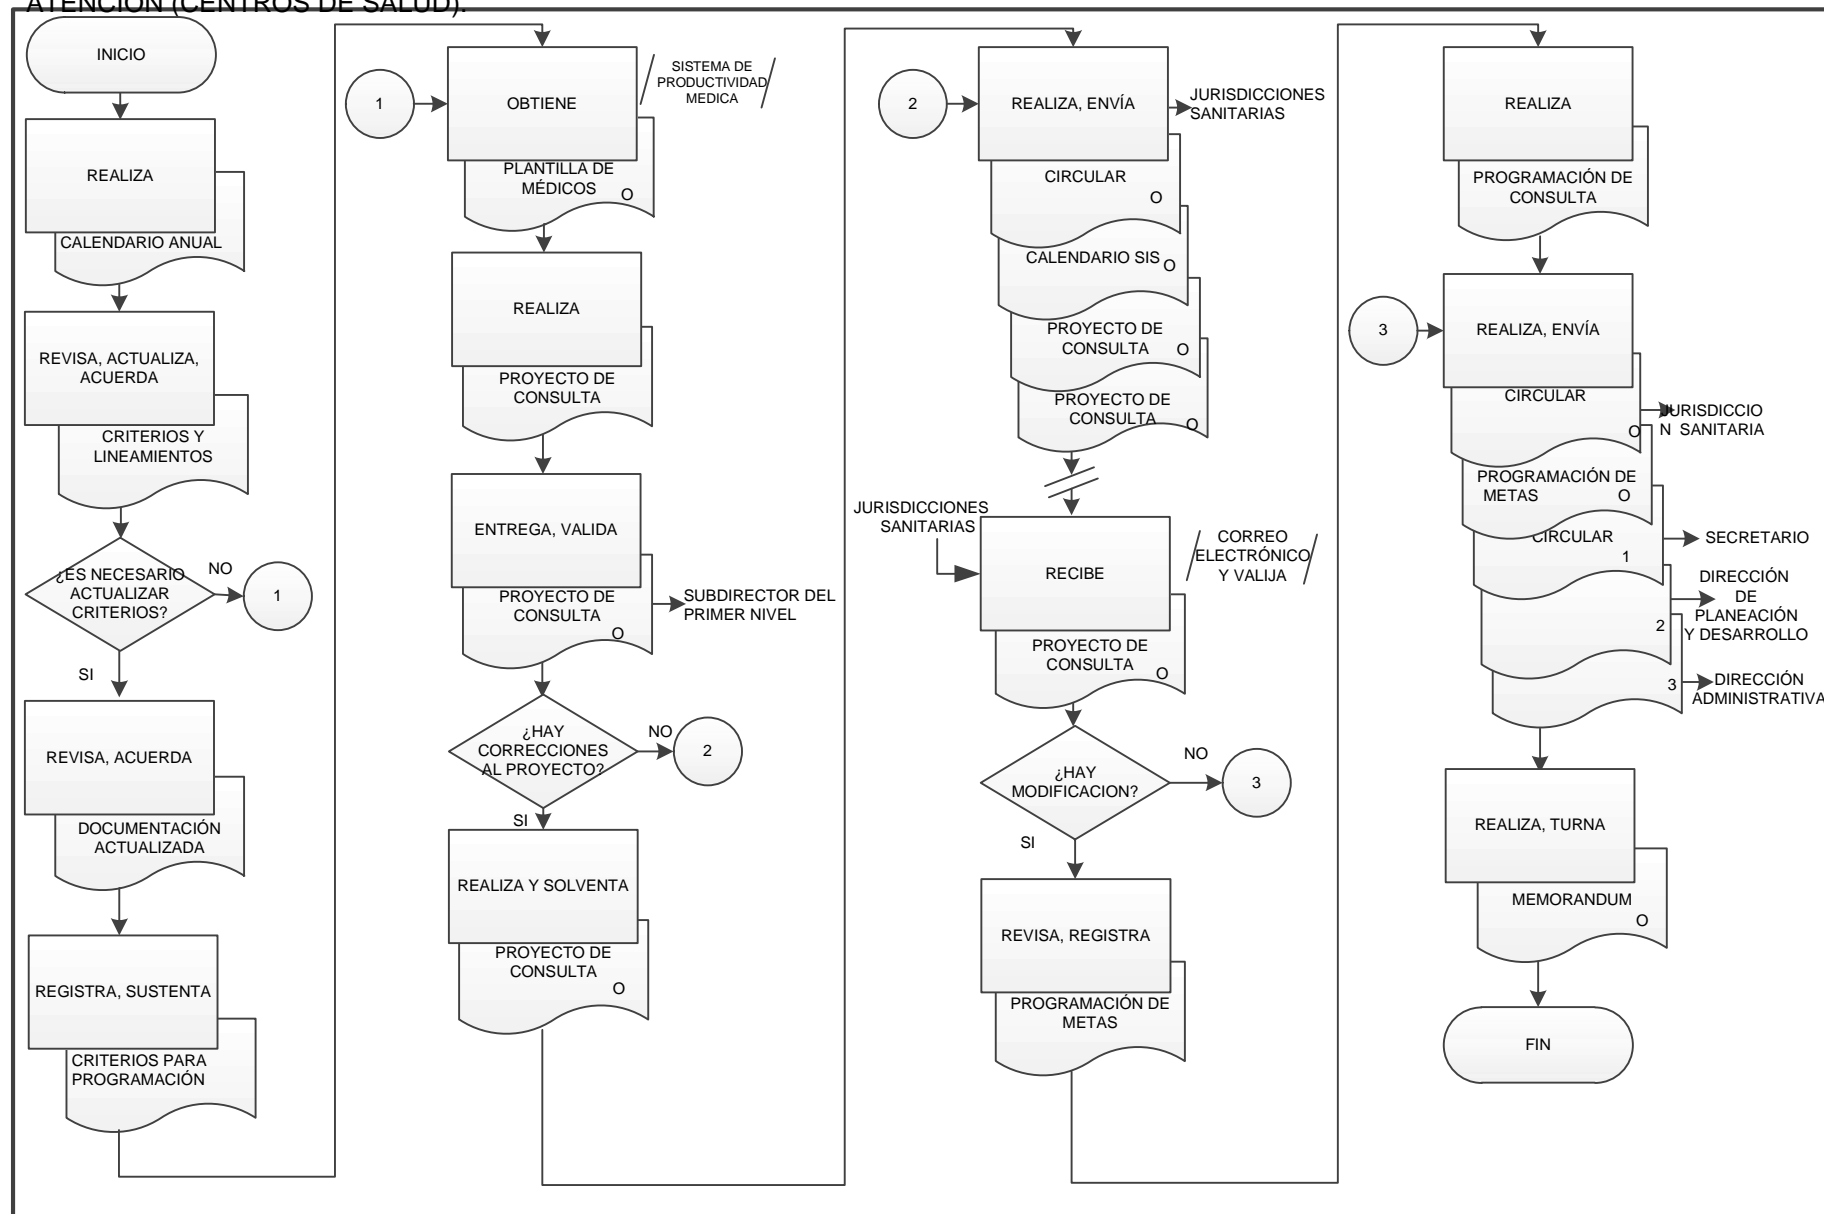 ATENCIÓN (CENTROS DE SALUD).
INICIO
REALIZA
CALENDARIO ANUAL
REVISA, ACTUALIZA,
ACUERDA
CRITERIOS Y
LINEAMIENTOS
¿ES NECESARIO
ACTUALIZAR
CRITERIOS?
NO
1
SI
REVISA, ACUERDA
DOCUMENTACIÓN
ACTUALIZADA
REGISTRA, SUSTENTA
CRITERIOS PARA
PROGRAMACIÓN
1
OBTIENE
SISTEMA DE
PRODUCTIVIDAD
MEDICA
PLANTILLA DE
MÉDICOS
O
REALIZA
PROYECTO DE
CONSULTA
ENTREGA, VALIDA
PROYECTO DE
CONSULTA
O
SUBDIRECTOR DEL
PRIMER NIVEL
¿HAY
CORRECCIONES
AL PROYECTO?
NO
2
SI
REALIZA Y SOLVENTA
PROYECTO DE
CONSULTA
O
2
REALIZA, ENVÍA
JURISDICCIONES
SANITARIAS
CIRCULAR
O
CALENDARIO SIS
O
PROYECTO DE
CONSULTA
O
PROYECTO DE
CONSULTA
O
JURISDICCIONES
SANITARIAS
RECIBE
CORREO
ELECTRÓNICO
Y VALIJA
PROYECTO DE
CONSULTA
O
¿HAY
MODIFICACION?
NO
3
SI
REVISA, REGISTRA
PROGRAMACIÓN DE
METAS
REALIZA
PROGRAMACIÓN DE
CONSULTA
3
REALIZA, ENVÍA
CIRCULAR
O
JURISDICCIO
N SANITARIA
PROGRAMACIÓN DE
METAS
O
CIRCULAR
1
SECRETARIO
2
DIRECCIÓN
DE
PLANEACIÓN
Y DESARROLLO
3
DIRECCIÓN
ADMINISTRATIVA
REALIZA, TURNA
MEMORANDUM
O
FIN